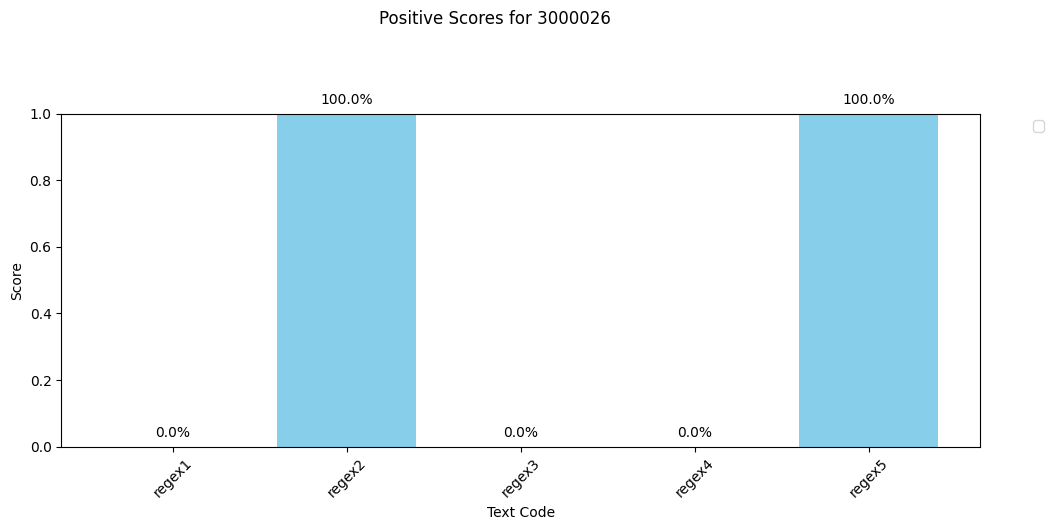 Positive Scores for 3000026
100.0% 100.0%
1.0
0.8
0.6
Score
0.4
0.2
0.0% 0.0% 0.0%
0.0
regex1 regex2 regex3 regex4 regex5
Text Code